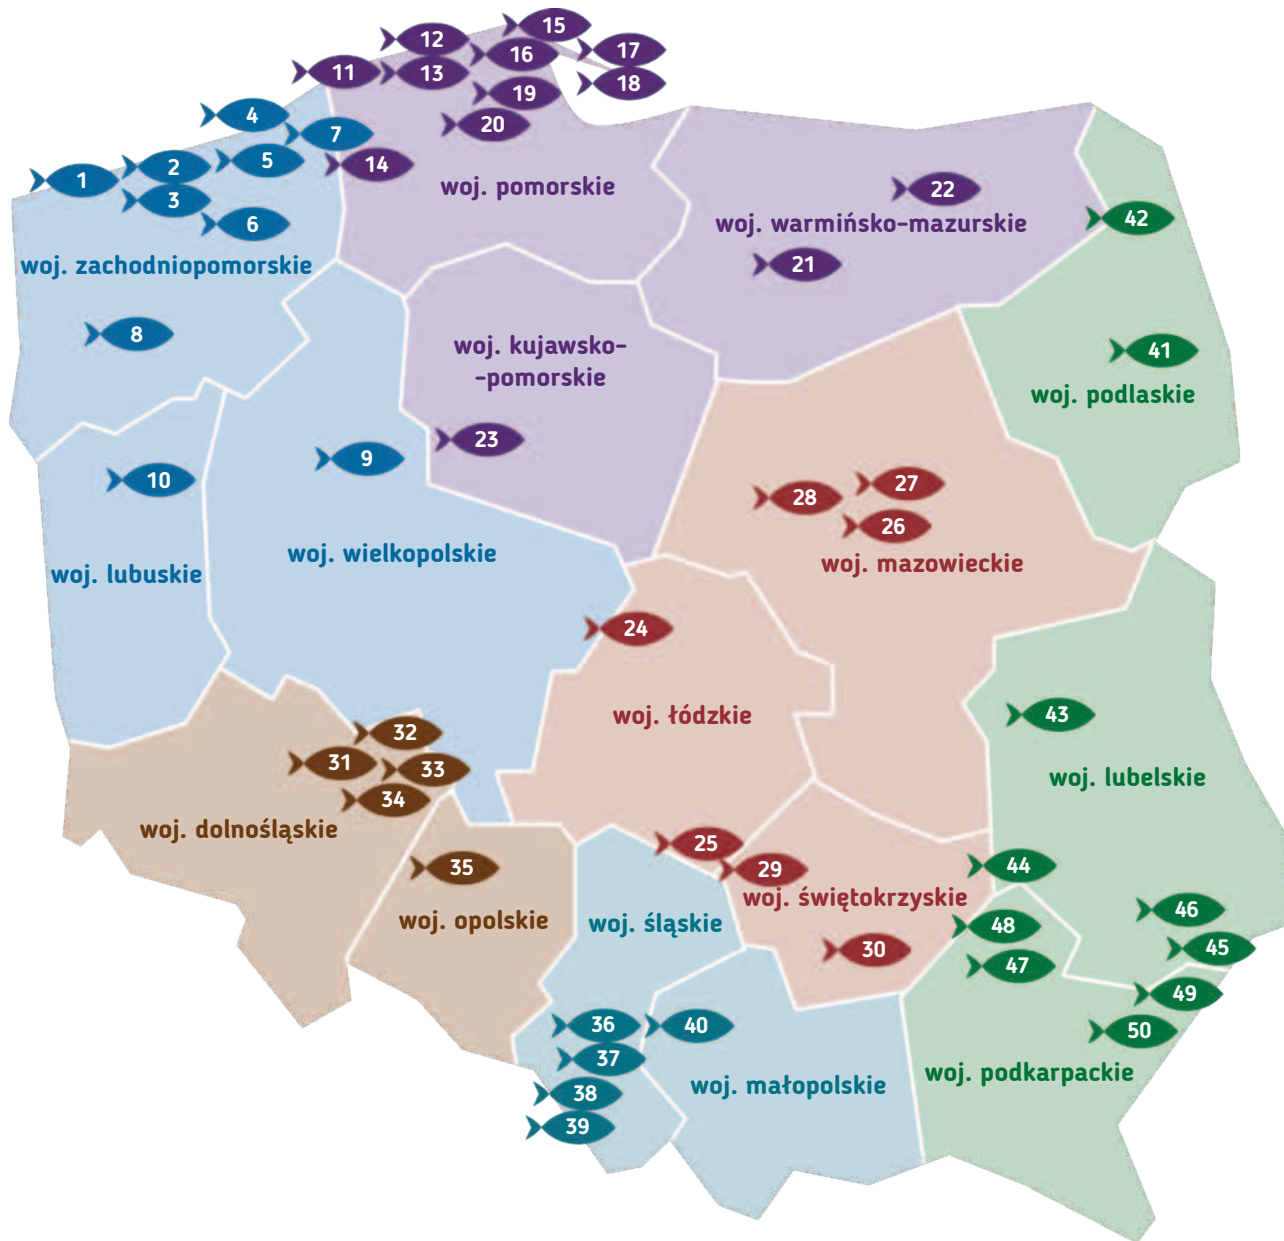 15
12
17
16
11
13
18
19
4
20
7
5
14
2
1
3
woj. pomorskie
22
42
6
woj. warmińsko-mazurskie
woj. zachodniopomorskie
21
8
woj. kujawsko-
-pomorskie
41
woj. podlaskie
23
9
10
27
28
26
woj. wielkopolskie
woj. mazowieckie
woj. lubuskie
24
woj. łódzkie
43
32
31
33
woj. lubelskie
34
woj. dolnośląskie
25
44
35
29
woj. świętokrzyskie
46
woj. opolskie
woj. śląskie
48
30
45
47
49
36
40
50
37
woj. podkarpackie
woj. małopolskie
38
39